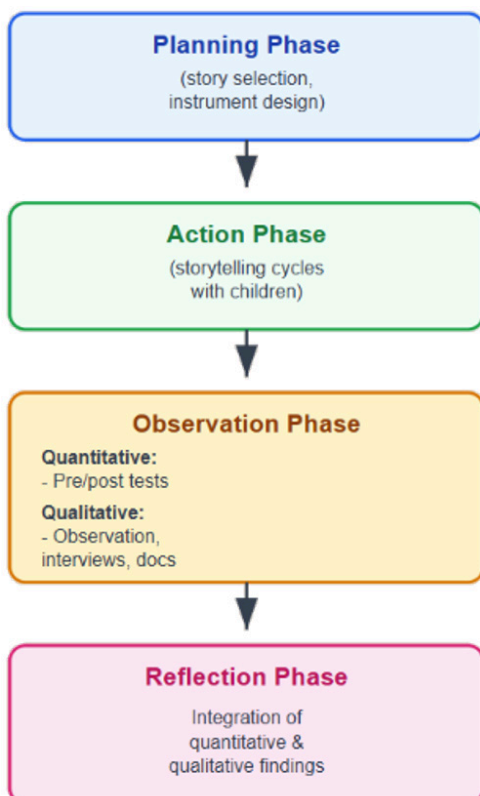 Planning Phase
(story selection,
instrument design)
Action Phase
(storytelling cycles
with children)
Observation Phase
Quantitative:
- Pre/post tests
Qualitative:
- Observation,
interviews, docs
Reflection Phase
Integration of
quantitative &
qualitative findings